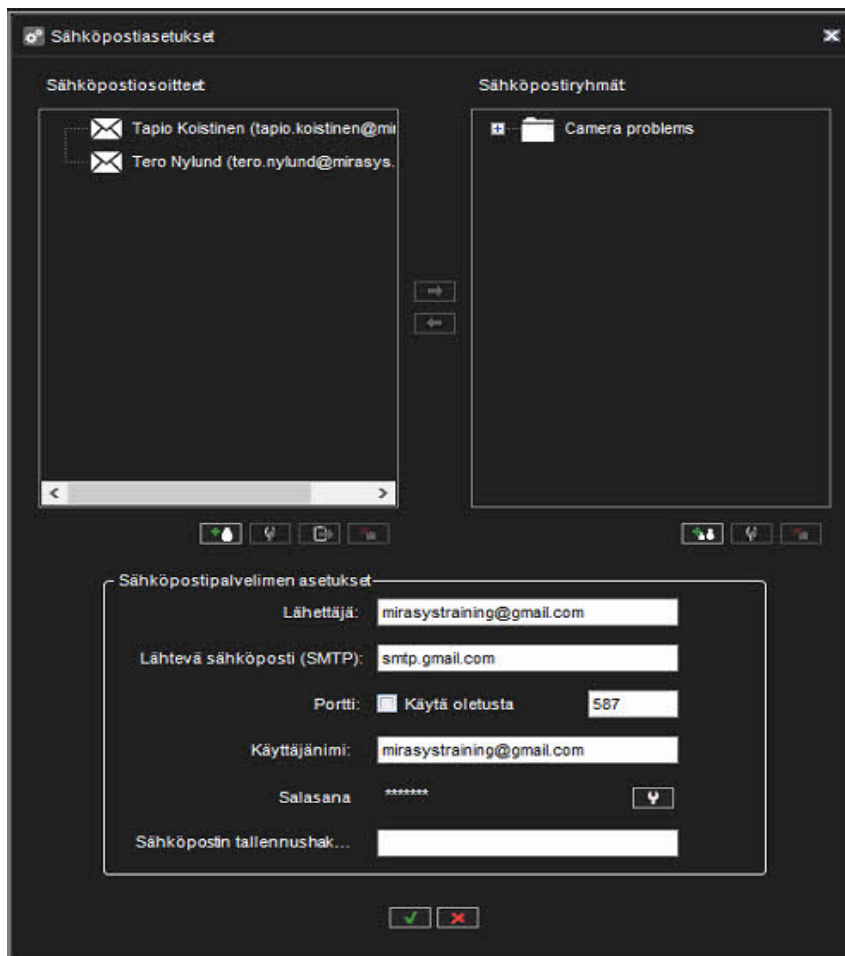 Sähköpostiasetukset
Sähköpostiosoitteet
Sähköpostiryhmät
Tapio Koistinen (tapio.koistinen@mi
Tero Nylund (tero.nylund@mirasys.
Camera problems
Sähköpostipalvelimen asetukset
Lähettäjä: mirasystraining@gmail.com
Lähtevä sähköposti (SMTP): smtp.gmail.com
Portti: Käytä oletusta 587
Käyttäjänimi: mirasystraining@gmail.com
Salasana *******
Sähköpostin tallennushak...